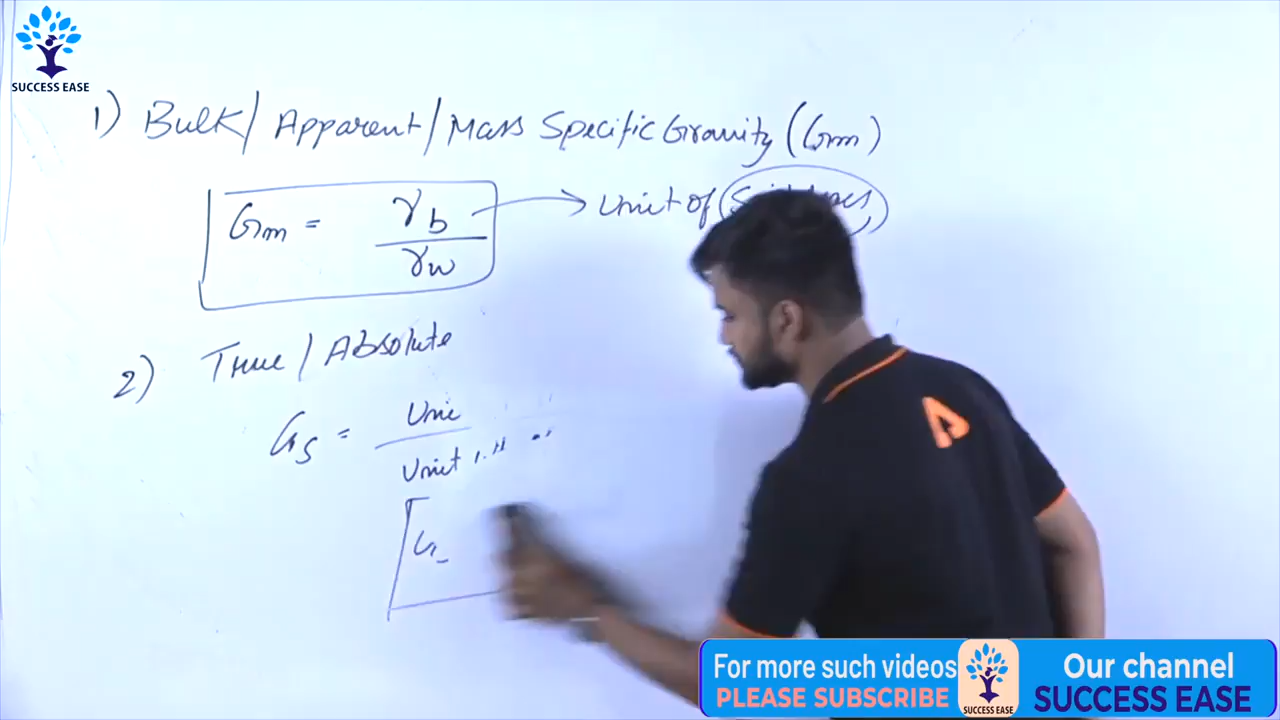 SUCCESS EASE
1) Bulk/Apparent/Mass Specific Gravity (Gm)
Gm = γb / γw → Unit of
2) True/Absolute
Gs = Unit
G
For more such videos
PLEASE SUBSCRIBE
SUCCESS EASE
Our channel
SUCCESS EASE